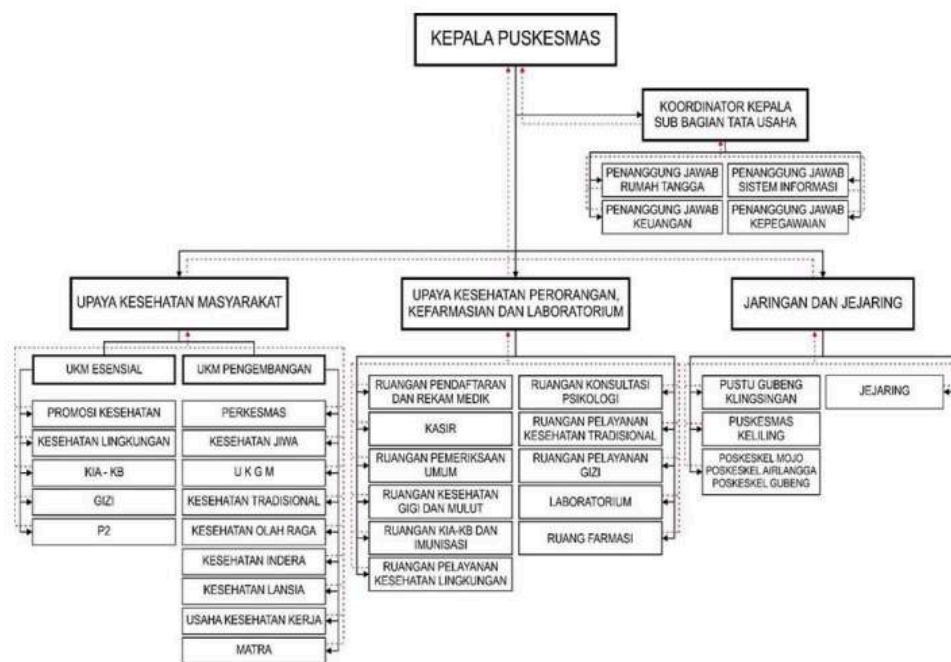 KEPALA PUSKESMAS
KOORDINATOR KEPALA
SUB BAGIAN TATA USAHA
PENANGGUNG JAWAB
RUMAH TANGGA
PENANGGUNG JAWAB
SISTEM INFORMASI
PENANGGUNG JAWAB
KEUANGAN
PENANGGUNG JAWAB
KEPEGAWAIAN
UPAYA KESEHATAN MASYARAKAT
UKM ESENSIAL
PROMOSI KESEHATAN
KESEHATAN LINGKUNGAN
KIA - KB
GIZI
P2
UKM PENGEMBANGAN
PERKESMAS
KESEHATAN JIWA
U K G M
KESEHATAN TRADISIONAL
KESEHATAN OLAH RAGA
KESEHATAN INDERA
KESEHATAN LANSIA
USAHA KESEHATAN KERJA
MATRA
UPAYA KESEHATAN PERORANGAN,
KEFARMASIAN DAN LABORATORIUM
RUANGAN PENDAFTARAN
DAN REKAM MEDIK
KASIR
RUANGAN PEMERIKSAAN
UMUM
RUANGAN KESEHATAN
GIGI DAN MULUT
RUANGAN KIA-KB DAN
IMUNISASI
RUANGAN PELAYANAN
KESEHATAN LINGKUNGAN
RUANGAN KONSULTASI
PSIKOLOGI
RUANGAN PELAYANAN
KESEHATAN TRADISIONAL
RUANGAN PELAYANAN
GIZI
LABORATORIUM
RUANG FARMASI
JARINGAN DAN JEJARING
PUSTU GUBENG
KLINGSINGAN
PUSKESMAS
KELILING
POSKESKEL MOJO
POSKESKEL AIRLANGGA
POSKESKEL GUBENG
JEJARING